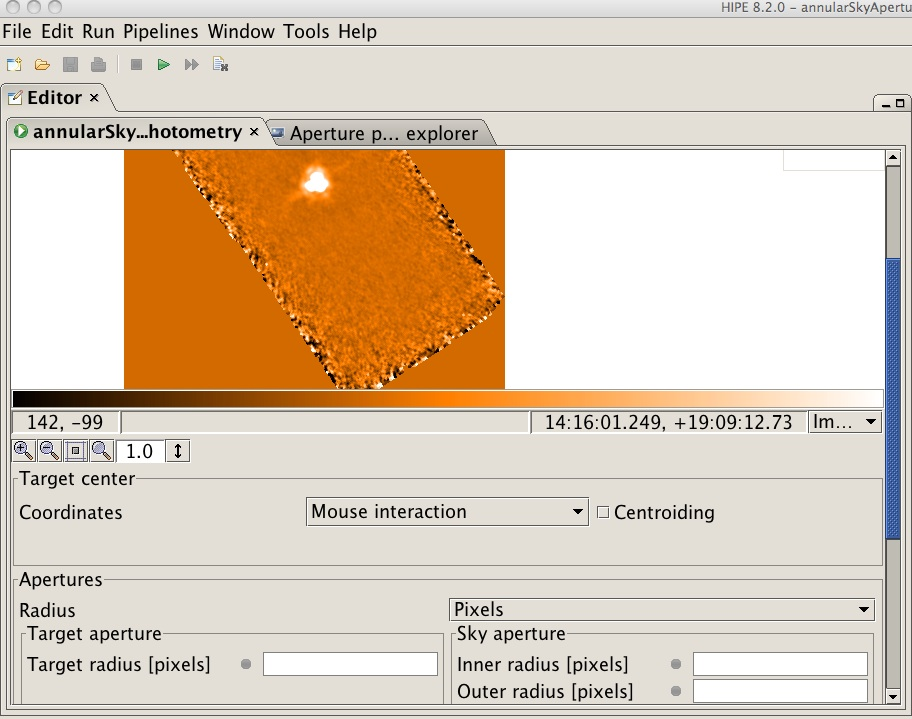 HIPE 8.2.0 – annularSkyApertu
File Edit Run Pipelines Window Tools Help
Editor ×
annularSky...hotometry × Aperture p... explorer
142, −99 14:16:01.249, +19:09:12.73 Im...
1.0
Target center
Coordinates Mouse interaction Centroiding
Apertures
Radius Pixels
Target aperture Sky aperture
Target radius [pixels] Inner radius [pixels]
Outer radius [pixels]